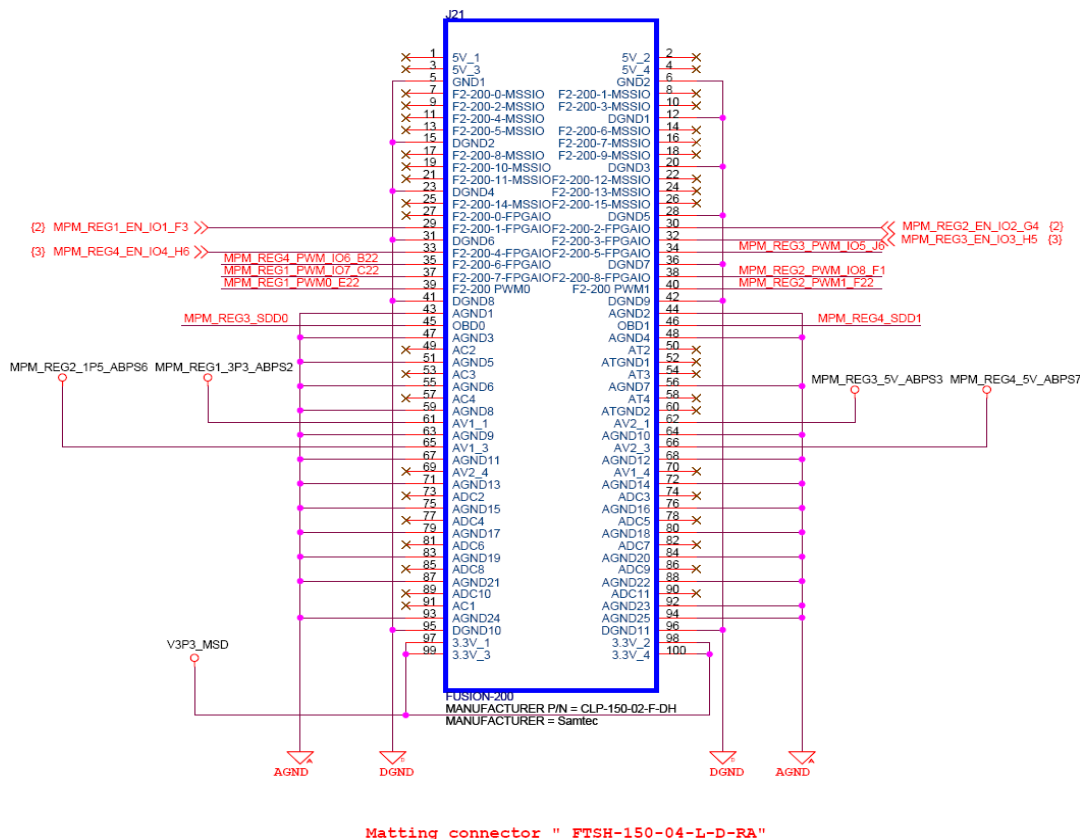 J21
1 5V_1 5V_2 2
3 5V_3 5V_4 4
5 GND1 GND2 6
7 F2-200-0-MSSIO F2-200-1-MSSIO 8
9 F2-200-2-MSSIO F2-200-3-MSSIO 10
11 F2-200-4-MSSIO DGND1 12
13 F2-200-5-MSSIO F2-200-6-MSSIO 14
15 DGND2 F2-200-7-MSSIO 16
17 F2-200-8-MSSIO F2-200-9-MSSIO 18
19 F2-200-10-MSSIO DGND3 20
21 F2-200-11-MSSIO F2-200-12-MSSIO 22
23 DGND4 F2-200-13-MSSIO 24
25 F2-200-14-MSSIO F2-200-15-MSSIO 26
27 F2-200-0-FPGAIO DGND5 28
{2} MPM_REG1_EN_IO1_F3 29 F2-200-1-FPGAIO F2-200-2-FPGAIO 30 MPM_REG2_EN_IO2_G4 {2}
31 DGND6 F2-200-3-FPGAIO 32 MPM_REG3_EN_IO3_H5 {3}
{3} MPM_REG4_EN_IO4_H6 33 F2-200-4-FPGAIO F2-200-5-FPGAIO 34 MPM_REG3_PWM_IO5_J6
MPM_REG4_PWM_IO6_B22 35 F2-200-6-FPGAIO DGND7 36
MPM_REG1_PWM_IO7_C22 37 F2-200-7-FPGAIO F2-200-8-FPGAIO 38 MPM_REG2_PWM_IO8_F1
MPM_REG1_PWM0_E22 39 F2-200 PWM0 F2-200 PWM1 40 MPM_REG2_PWM1_F22
41 DGND8 DGND9 42
43 AGND1 AGND2 44
MPM_REG3_SDD0 45 OBD0 OBD1 46 MPM_REG4_SDD1
47 AGND3 AGND4 48
49 AC2 AT2 50
51 AGND5 ATGND1 52
MPM_REG2_1P5_ABPS6 MPM_REG1_3P3_ABPS2 53 AC3 AT3 54
55 AGND6 AGND7 56 MPM_REG3_5V_ABPS3 MPM_REG4_5V_ABPS7
57 AC4 AT4 58
59 AGND8 ATGND2 60
61 AV1_1 AV2_1 62
63 AGND9 AGND10 64
65 AV1_3 AV2_3 66
67 AGND11 AGND12 68
69 AV2_4 AV1_4 70
71 AGND13 AGND14 72
73 ADC2 ADC3 74
75 AGND15 AGND16 76
77 ADC4 ADC5 78
79 AGND17 AGND18 80
81 ADC6 ADC7 82
83 AGND19 AGND20 84
85 ADC8 ADC9 86
87 AGND21 AGND22 88
89 ADC10 ADC11 90
91 AC1 AGND23 92
93 AGND24 AGND25 94
95 DGND10 DGND11 96
V3P3_MSD 97 3.3V_1 3.3V_2 98
99 3.3V_3 3.3V_4 100
FUSION-200
MANUFACTURER P/N = CLP-150-02-F-DH
MANUFACTURER = Samtec
AGND DGND DGND AGND
Matting connector " FTSH-150-04-L-D-RA"